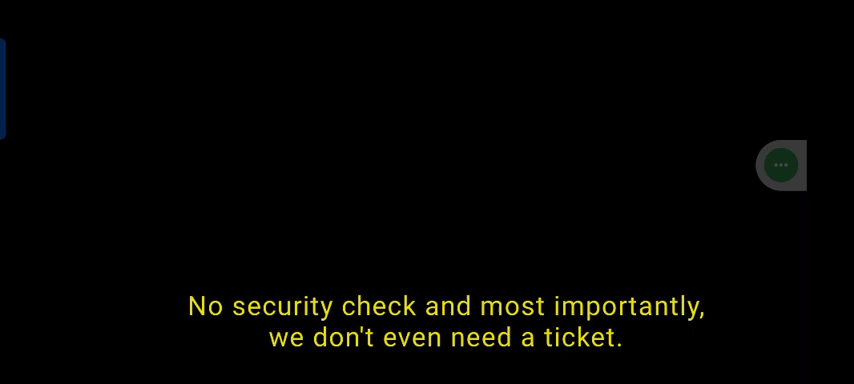 No security check and most importantly,
we don't even need a ticket.